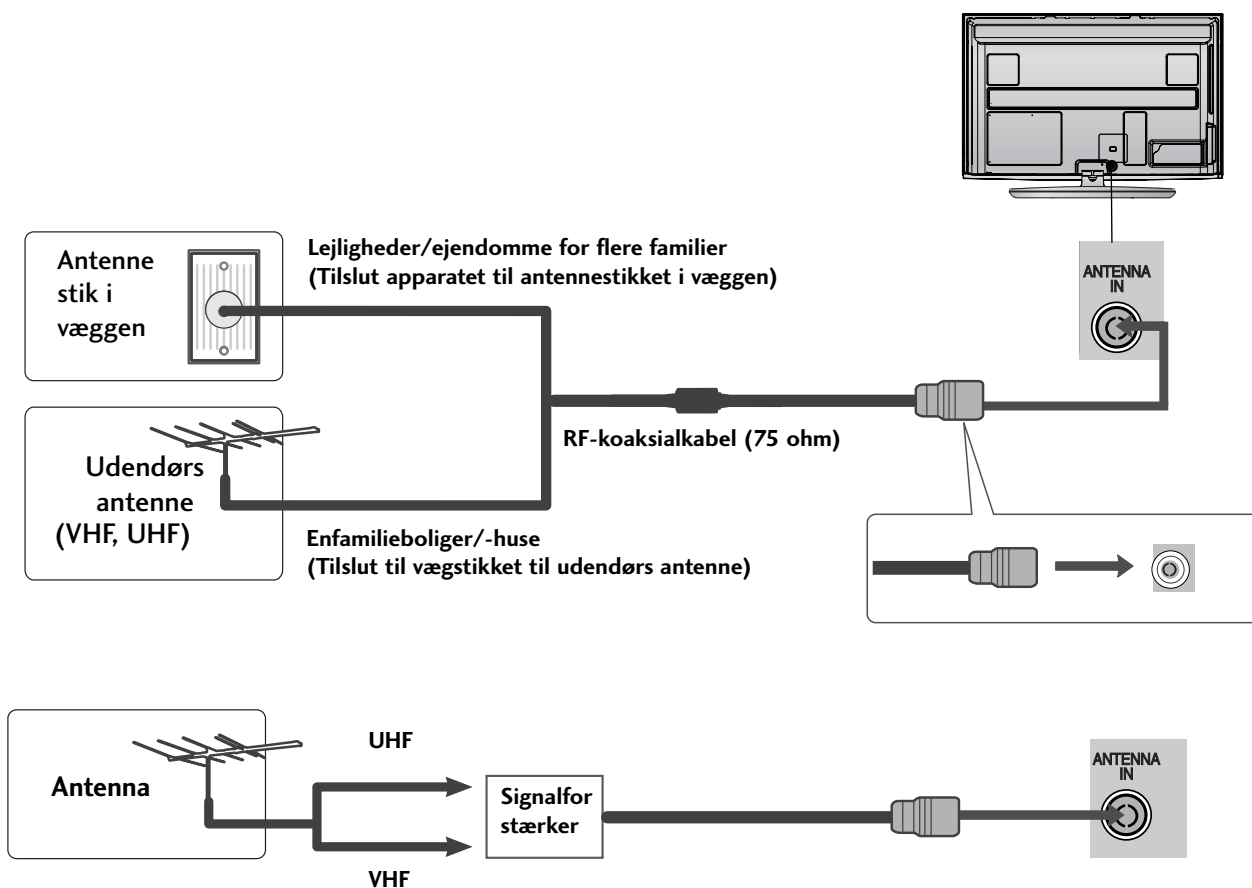 Antenne
stik i
væggen
Lejligheder/ejendomme for flere familier
(Tilslut apparatet til antennestikket i væggen)
ANTENNA
IN
RF-koaksialkabel (75 ohm)
Udendørs
antenne
(VHF, UHF)
Enfamilieboliger/-huse
(Tilslut til vægstikket til udendørs antenne)
Antenna
UHF
VHF
Signalfor
stærker
ANTENNA
IN